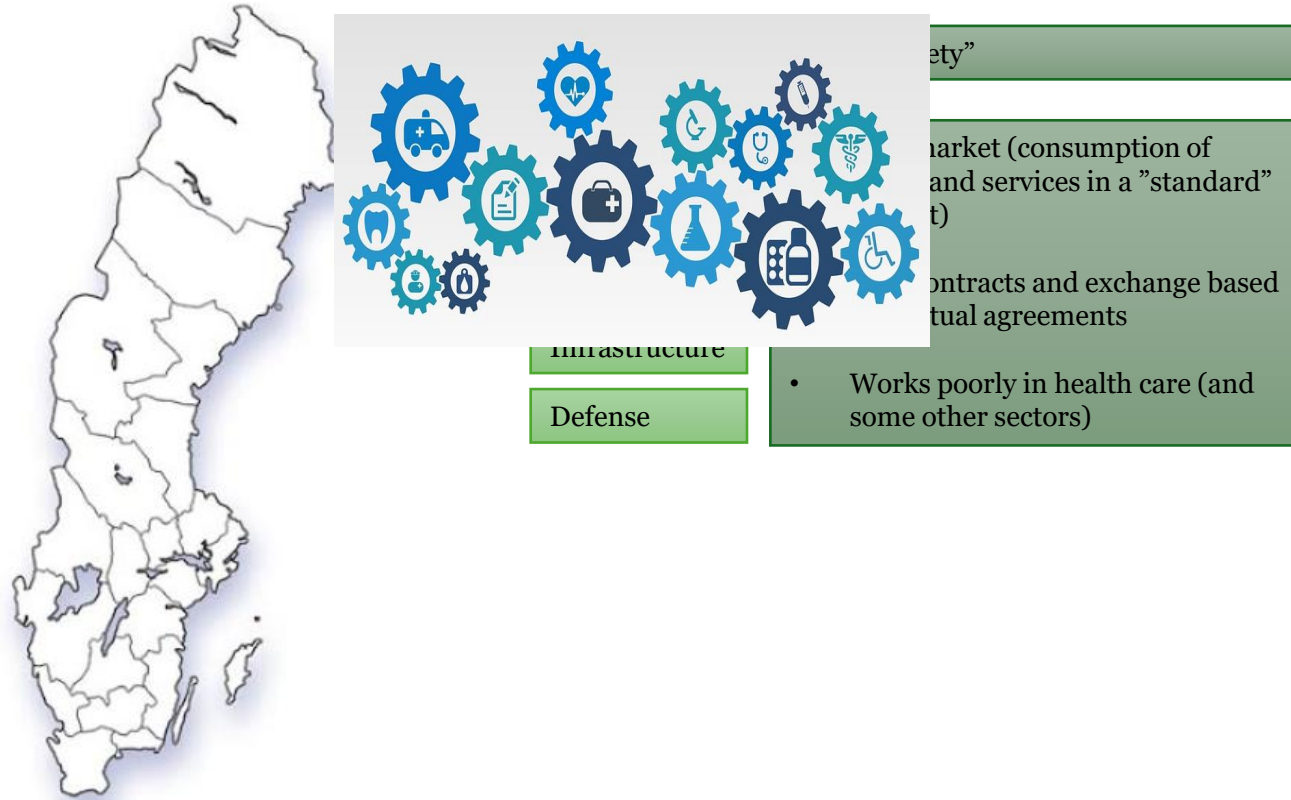 ety”
market (consumption of
and services in a ”standard”
t)
ontracts and exchange based
tual agreements
Infrastructure
• Works poorly in health care (and
some other sectors)
Defense